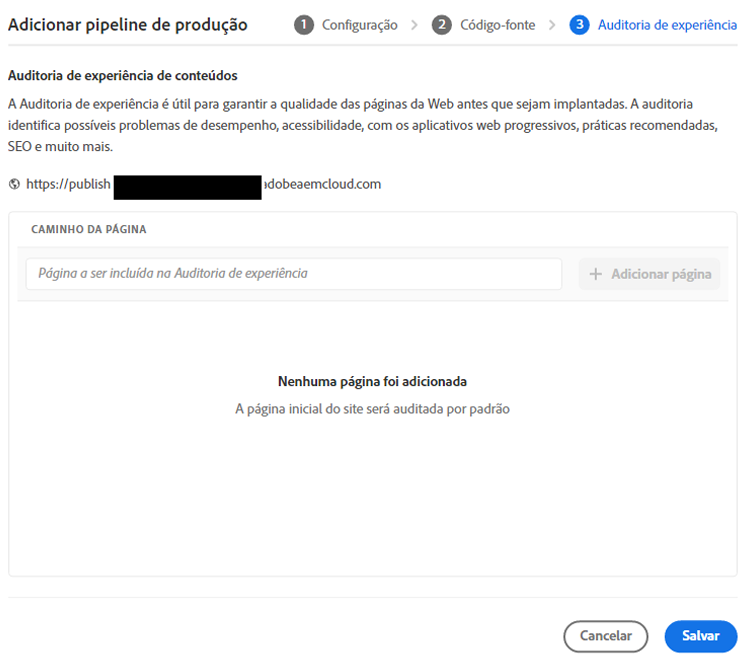 Adicionar pipeline de produção
1 Configuração > 2 Código-fonte > 3 Auditoria de experiência
Auditoria de experiência de conteúdos
A Auditoria de experiência é útil para garantir a qualidade das páginas da Web antes que sejam implantadas. A auditoria
identifica possíveis problemas de desempenho, acessibilidade, com os aplicativos web progressivos, práticas recomendadas,
SEO e muito mais.
https://publish adobeaemcloud.com
CAMINHO DA PÁGINA
Página a ser incluída na Auditoria de experiência
+ Adicionar página
Nenhuma página foi adicionada
A página inicial do site será auditada por padrão
Cancelar
Salvar